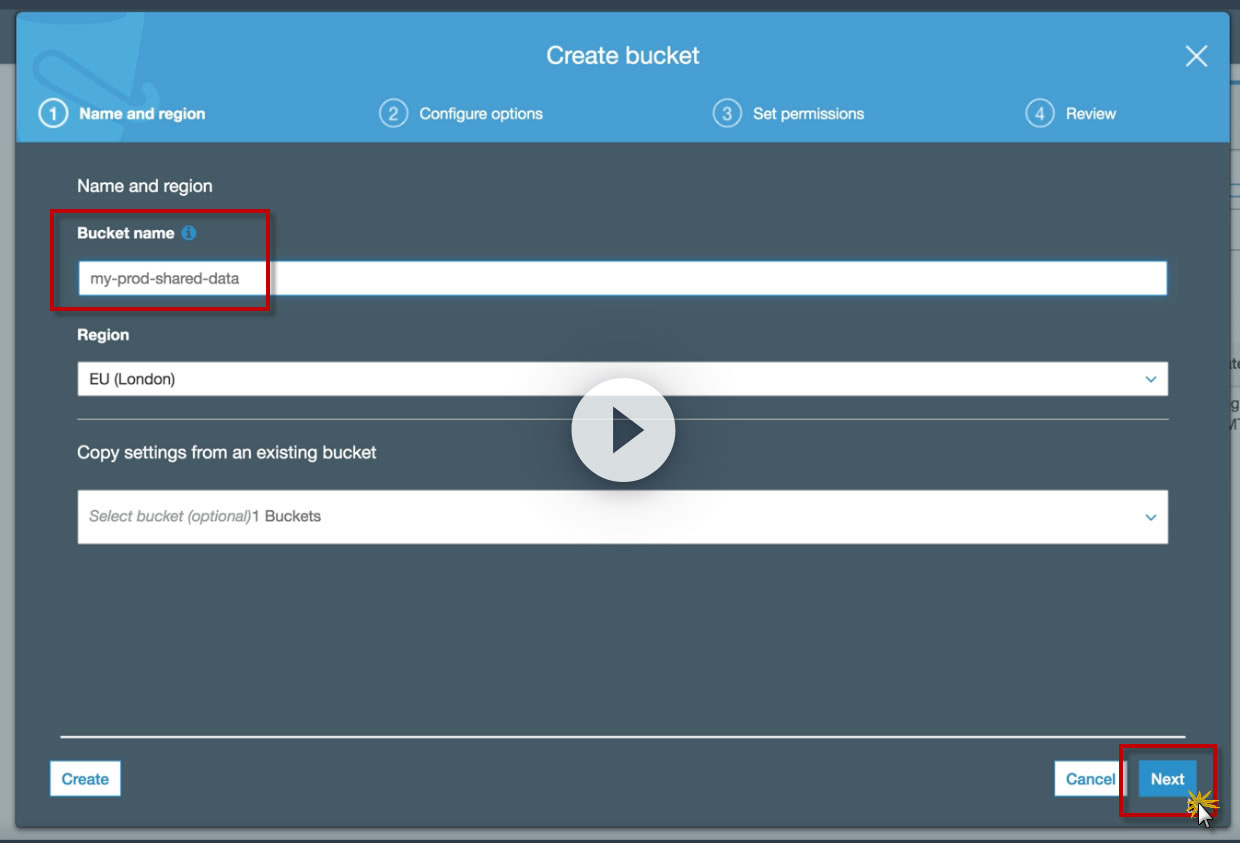 Create bucket
1 Name and region 2 Configure options 3 Set permissions 4 Review
Name and region
Bucket name
my-prod-shared-data
Region
EU (London)
Copy settings from an existing bucket
Select bucket (optional)1 Buckets
Create Cancel Next